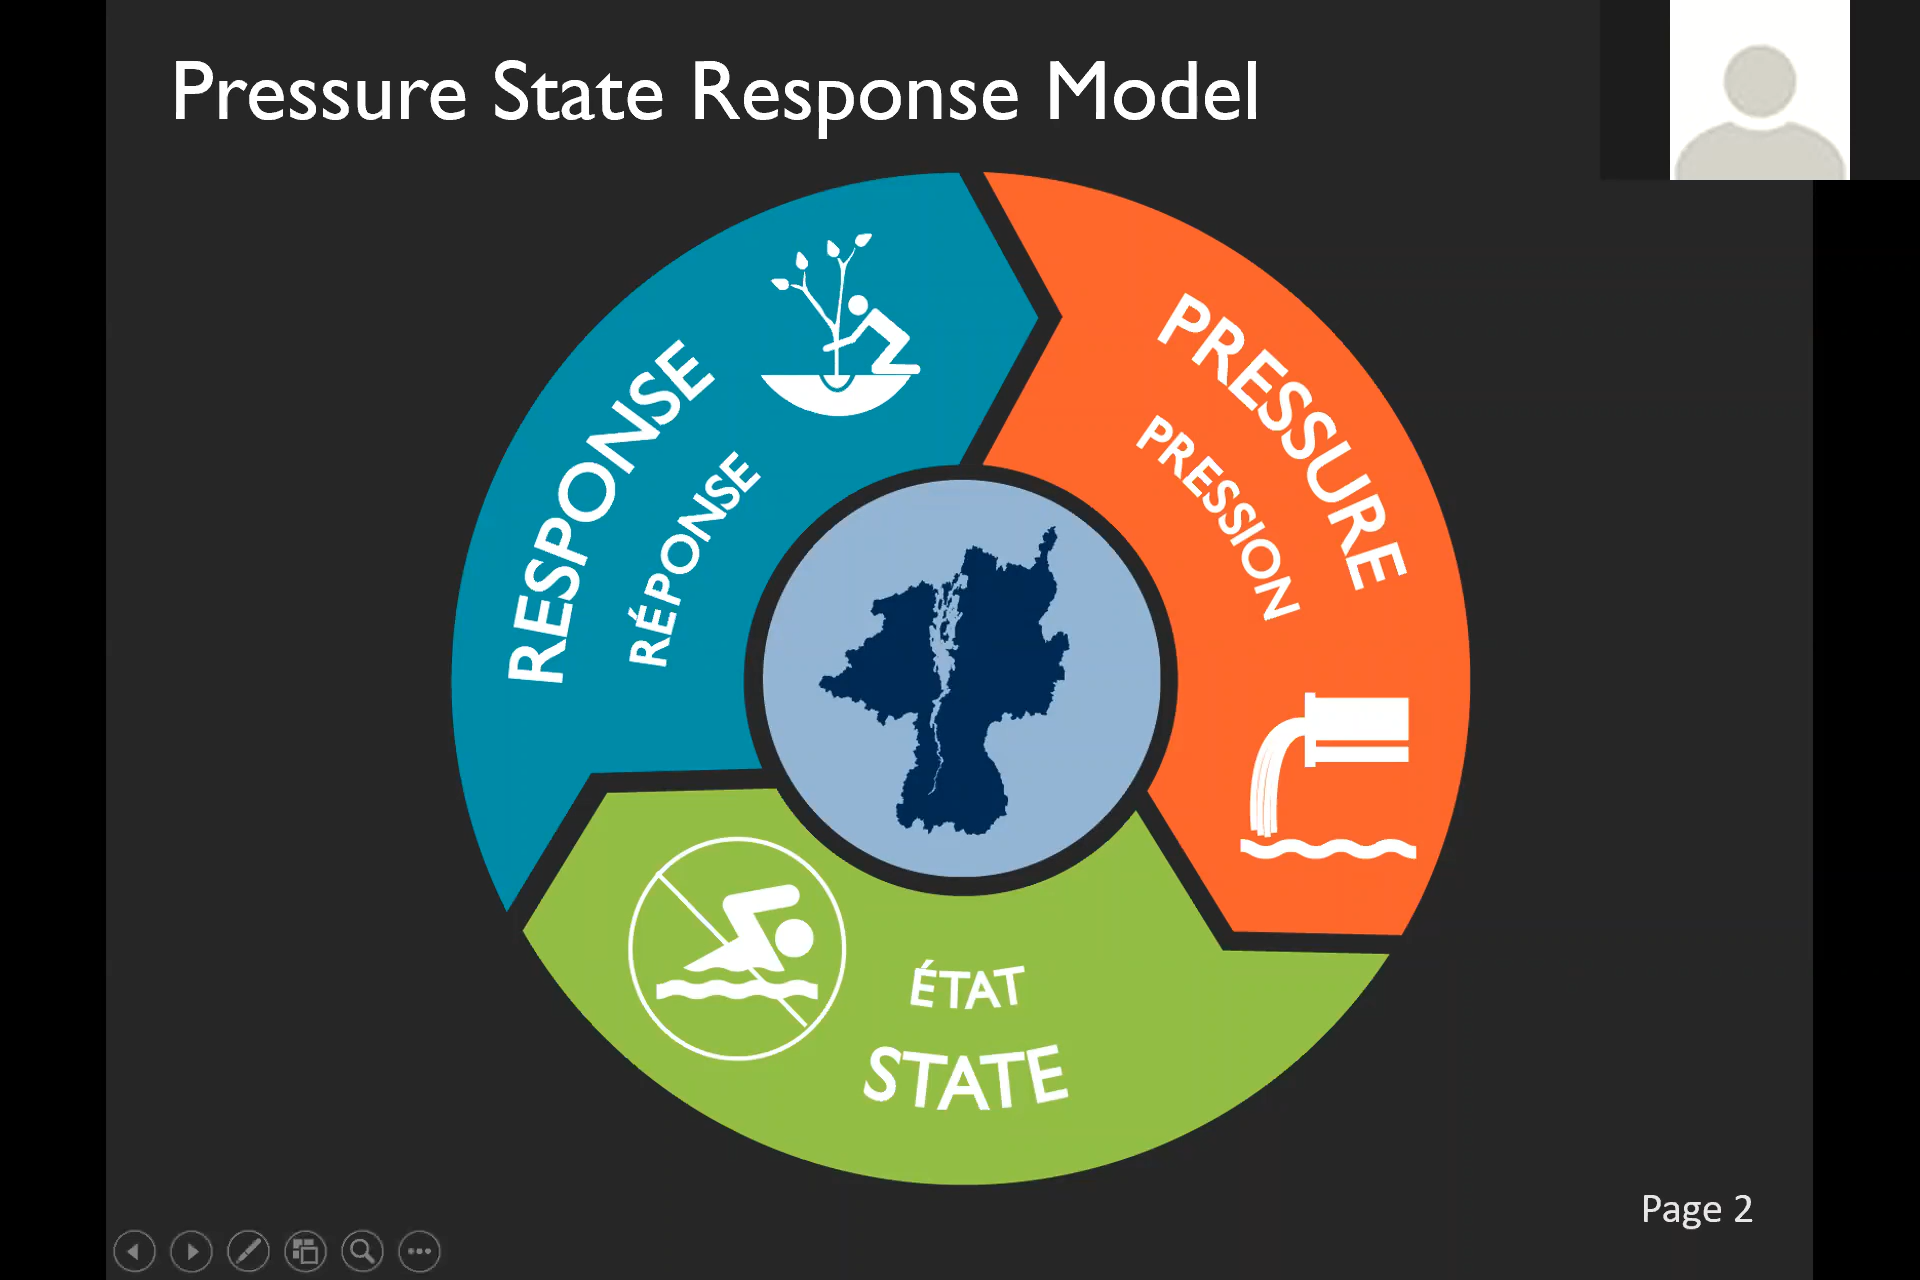 Pressure State Response Model
RESPONSE
RÉPONSE
PRESSURE
PRESSION
ÉTAT
STATE
Page 2